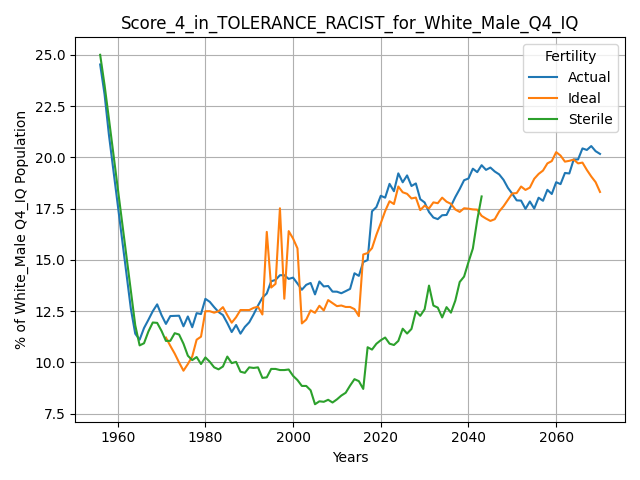 Score_4_in_TOLERANCE_RACIST_for_White_Male_Q4_IQ
% of White_Male Q4_IQ Population
25.0
22.5
20.0
17.5
15.0
12.5
10.0
7.5
Fertility
Actual
Ideal
Sterile
1960
1980
2000
2020
2040
2060
Years